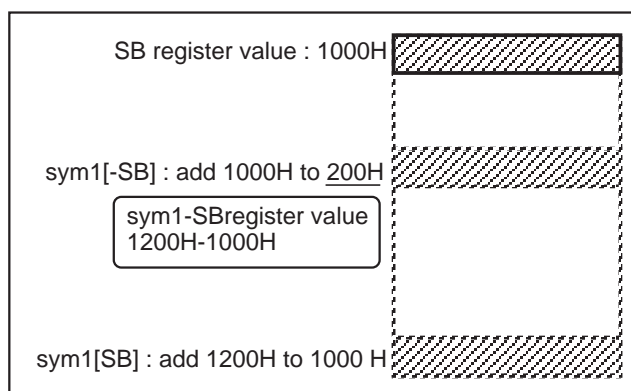 SB register value : 1000H
sym1[-SB] : add 1000H to 200H
sym1-SBregister value
1200H-1000H
sym1[SB] : add 1200H to 1000 H